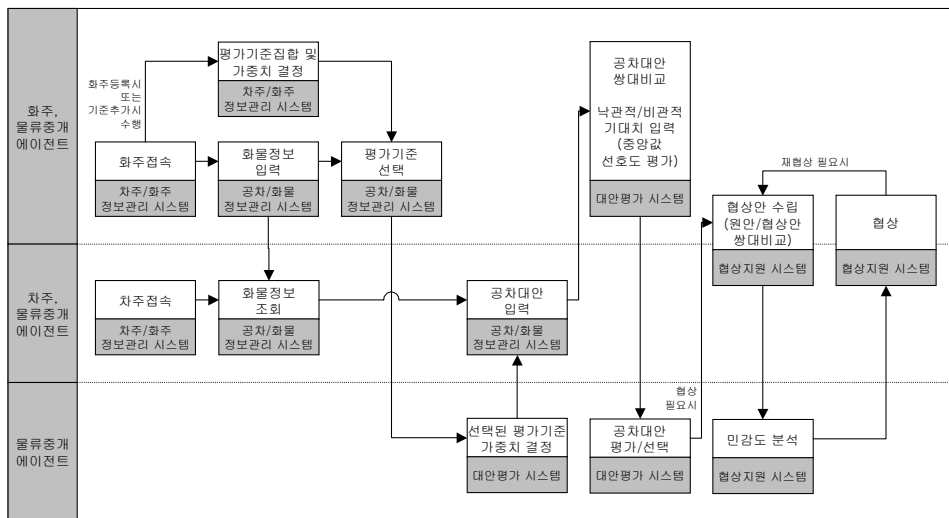 화주,
물류중개
에이전트
화주등록시
또는
기준추가시
수행
평가기준집합 및
가중치 결정
차주/화주
정보관리 시스템
화주접속
차주/화주
정보관리 시스템
화물정보
입력
공차/화물
정보관리 시스템
평가기준
선택
공차/화물
정보관리 시스템
공차대안
쌍대비교
낙관적/비관적
기대치 입력
(중앙값
선호도 평가)
대안평가 시스템
재협상 필요시
협상안 수립
(원안/협상안
쌍대비교)
협상지원 시스템
협상
협상지원 시스템
차주,
물류중개
에이전트
차주접속
차주/화주
정보관리 시스템
화물정보
조회
공차/화물
정보관리 시스템
공차대안
입력
공차/화물
정보관리 시스템
물류중개
에이전트
선택된 평가기준
가중치 결정
대안평가 시스템
협상
필요시
공차대안
평가/선택
대안평가 시스템
민감도 분석
협상지원 시스템